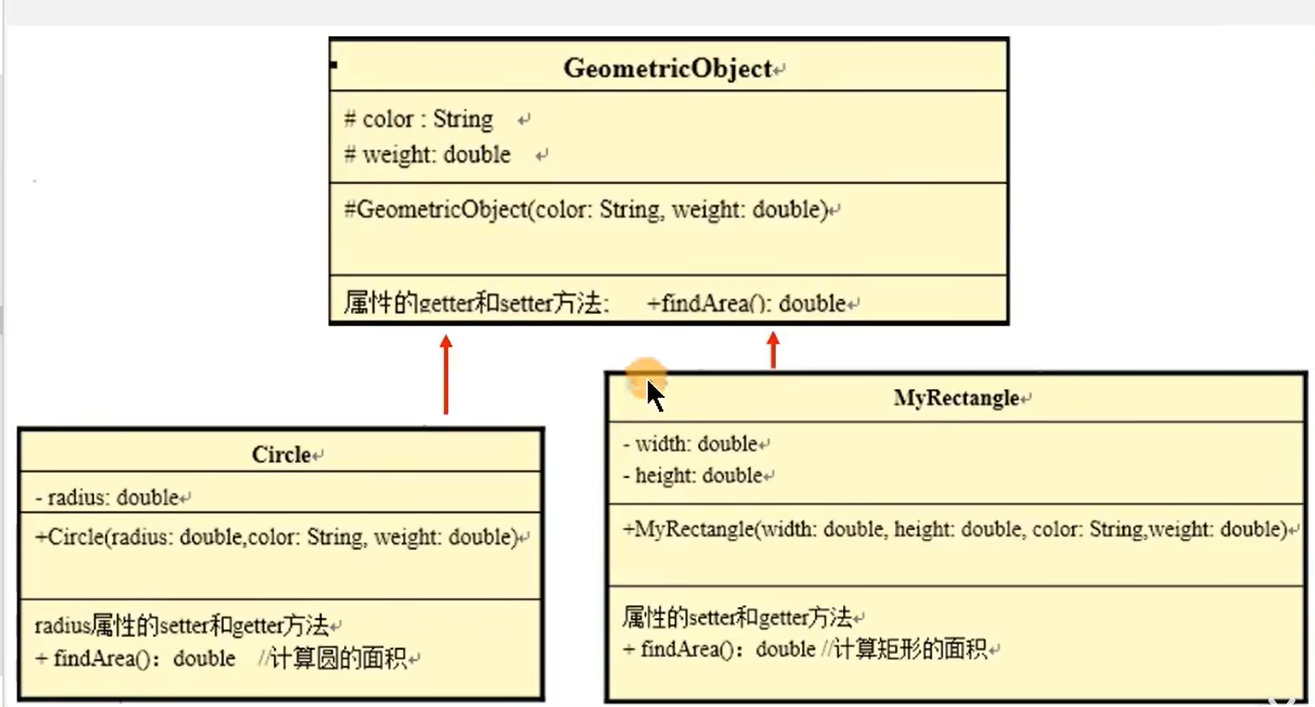 GeometricObject
# color : String
# weight: double
#GeometricObject(color: String, weight: double)
属性的getter和setter方法; +findArea(): double
Circle
- radius: double
+Circle(radius: double,color: String, weight: double)
radius属性的setter和getter方法
+ findArea()：double //计算圆的面积
MyRectangle
- width: double
- height: double
+MyRectangle(width: double, height: double, color: String,weight: double)
属性的setter和getter方法
+ findArea()：double //计算矩形的面积